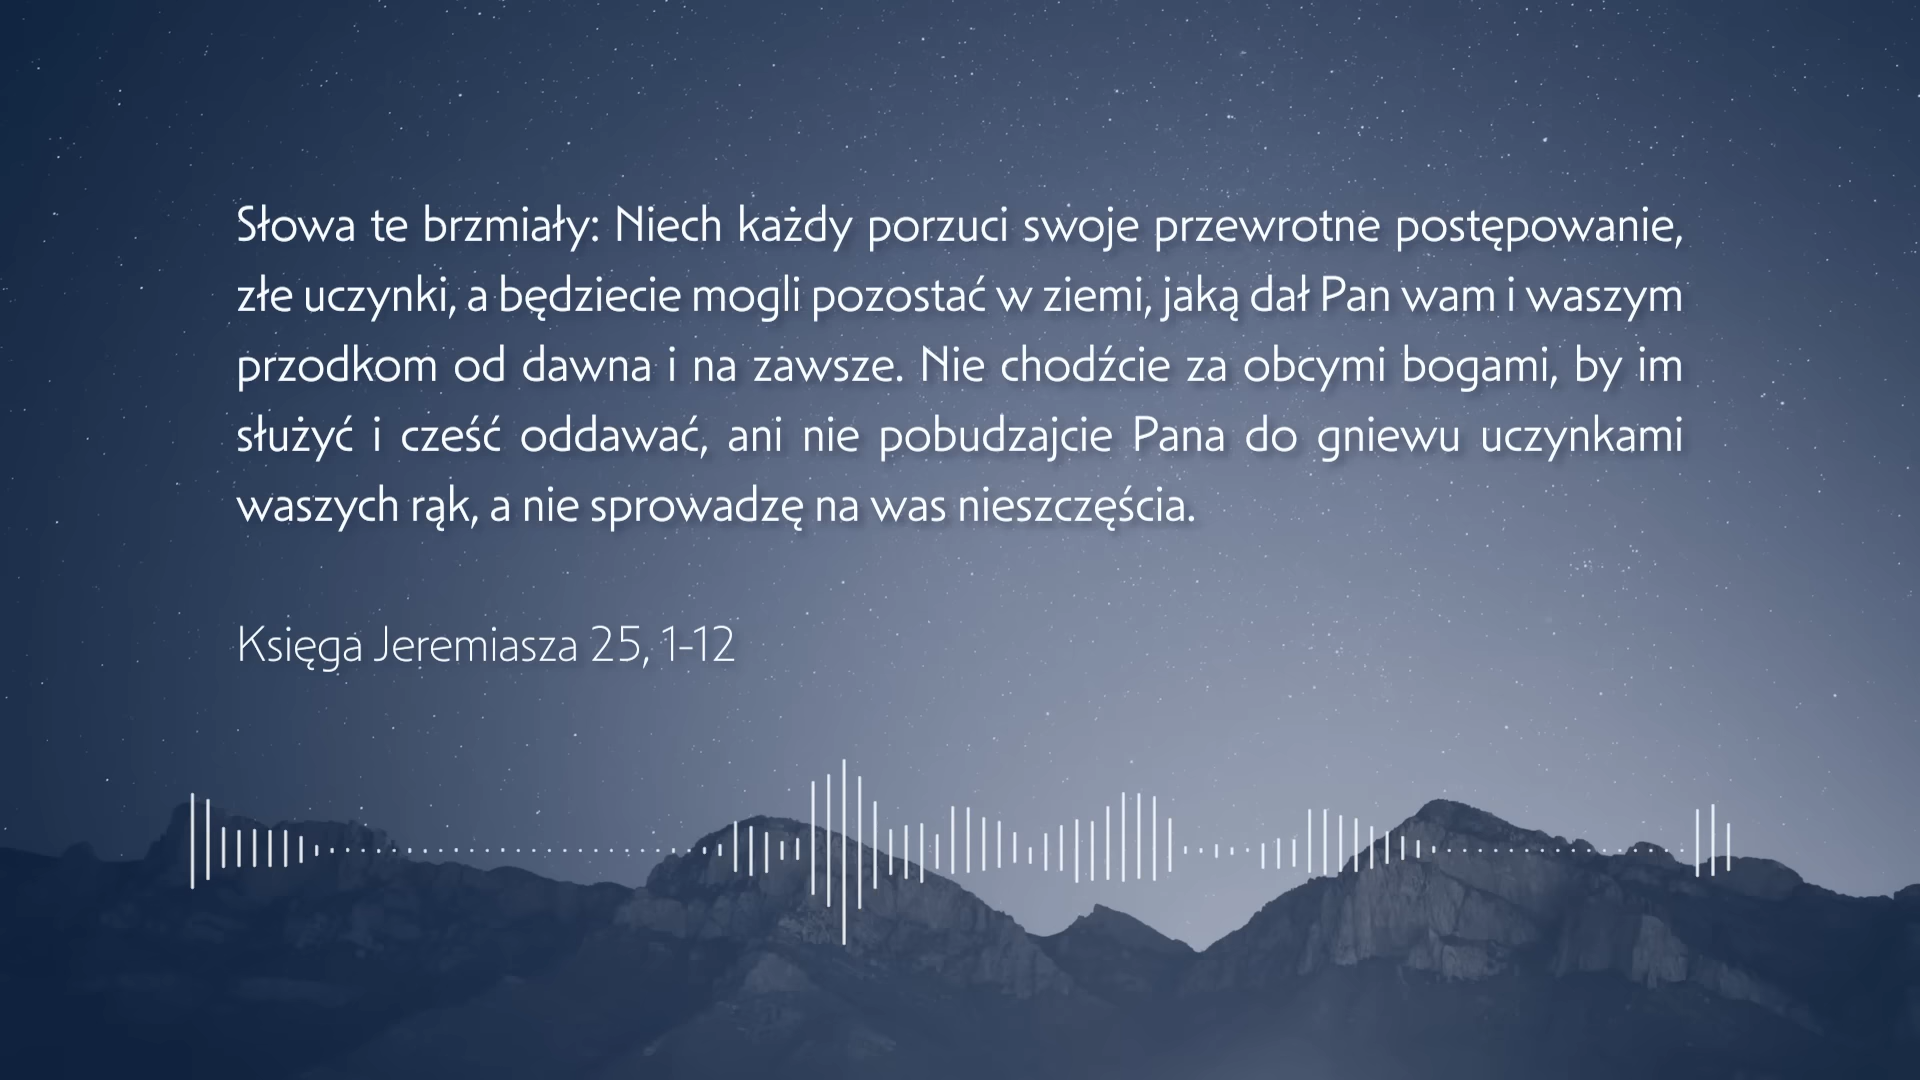 Słowa te brzmiały: Niech każdy porzuci swoje przewrotne postępowanie,
złe uczynki, a będziecie mogli pozostać w ziemi, jaką dał Pan wam i waszym
przodkom od dawna i na zawsze. Nie chodźcie za obcymi bogami, by im
służyć i cześć oddawać, ani nie pobudzajcie Pana do gniewu uczynkami
waszych rąk, a nie sprowadzę na was nieszczęścia.
Księga Jeremiasza 25, 1-12